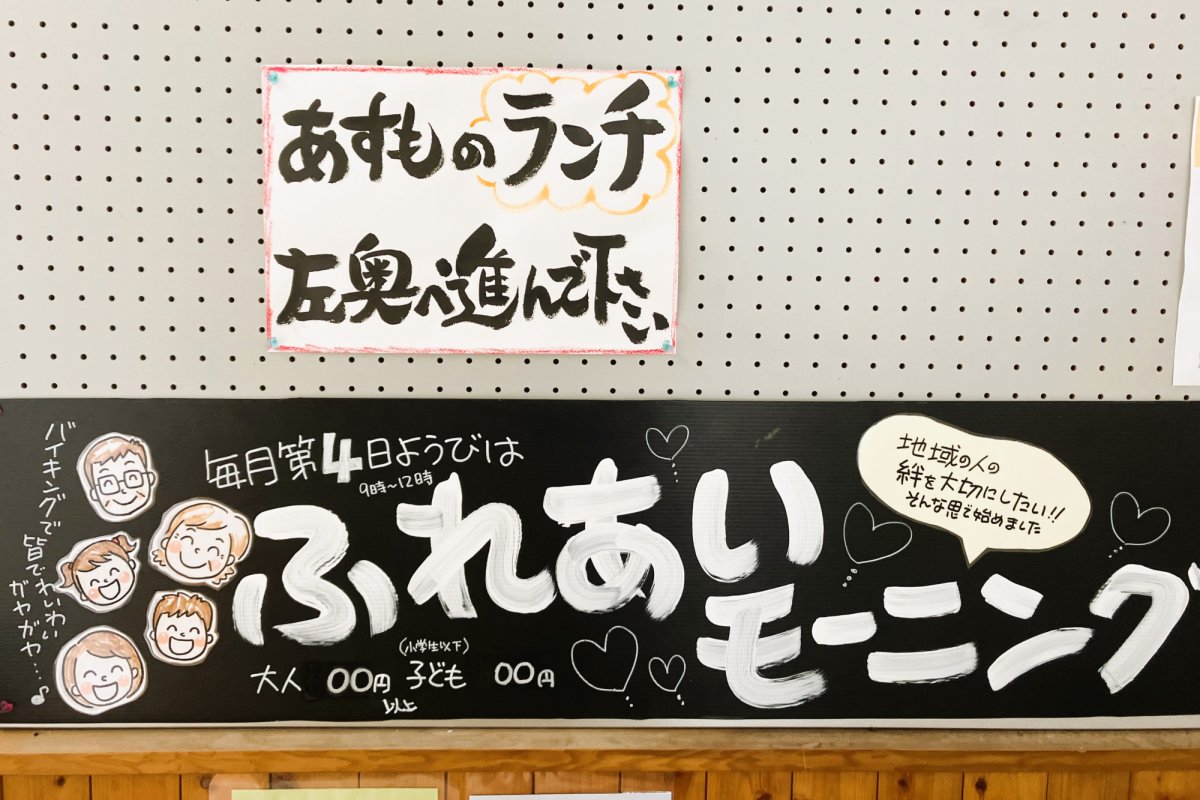 あすものランチ
左奥へ進んで下さい
バイキングで
皆でわいわい
ガヤガヤ…♪
毎月第4日ようびは
9時~12時
ふれあい
モーニング
地域の人の
絆を大切にしたい!!
そんな思で始めました
(小学生以下)
大人 00円 子ども 00円
以上